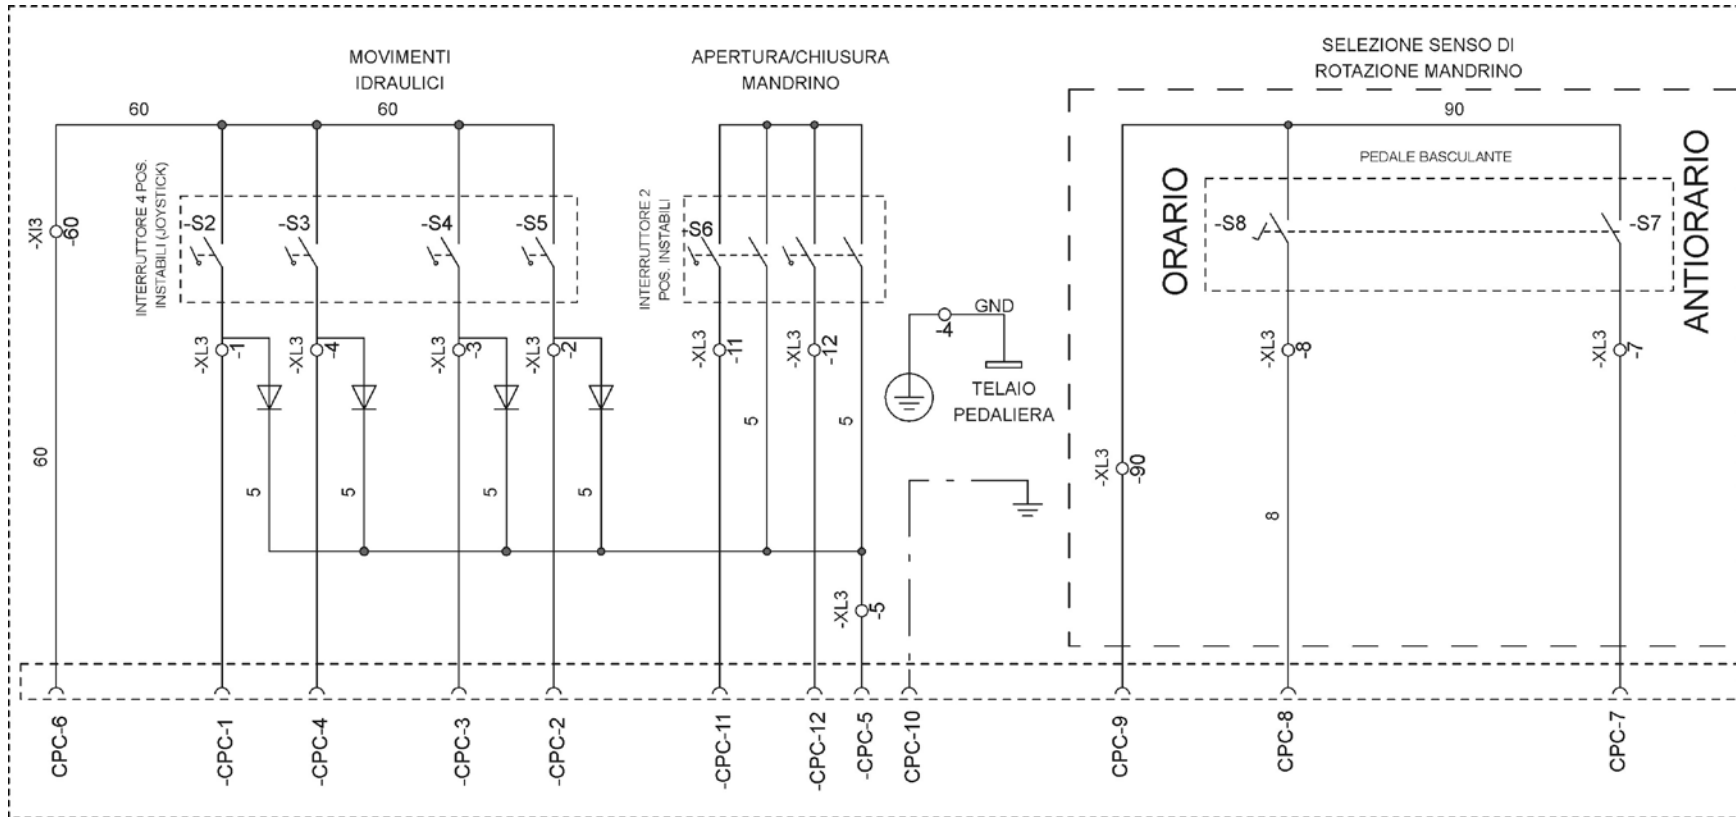 MOVIMENTI
IDRAULICI
APERTURA/CHIUSURA
MANDRINO
SELEZIONE SENSO DI
ROTAZIONE MANDRINO
60
60
90
INTERRUTTORE 4 POS.
INSTABILI (JOYSTICK)
INTERRUTTORE 2
POS. INSTABILI
PEDALE BASCULANTE
ORARIO
ANTIORARIO
-XI3
-60
-S2
-S3
-S4
-S5
-S6
-S8
-S7
-XL3
-1
-XL3
-4
-XL3
-3
-XL3
-2
-XL3
-11
-XL3
-12
GND
-4
TELAIO
PEDALIERA
-XL3
-8
-XL3
-7
60
5
5
5
5
5
5
-XL3
-90
8
-XL3
-5
CPC-6
-CPC-1
-CPC-4
-CPC-3
-CPC-2
-CPC-11
-CPC-12
-CPC-5
CPC-10
CPC-9
CPC-8
CPC-7